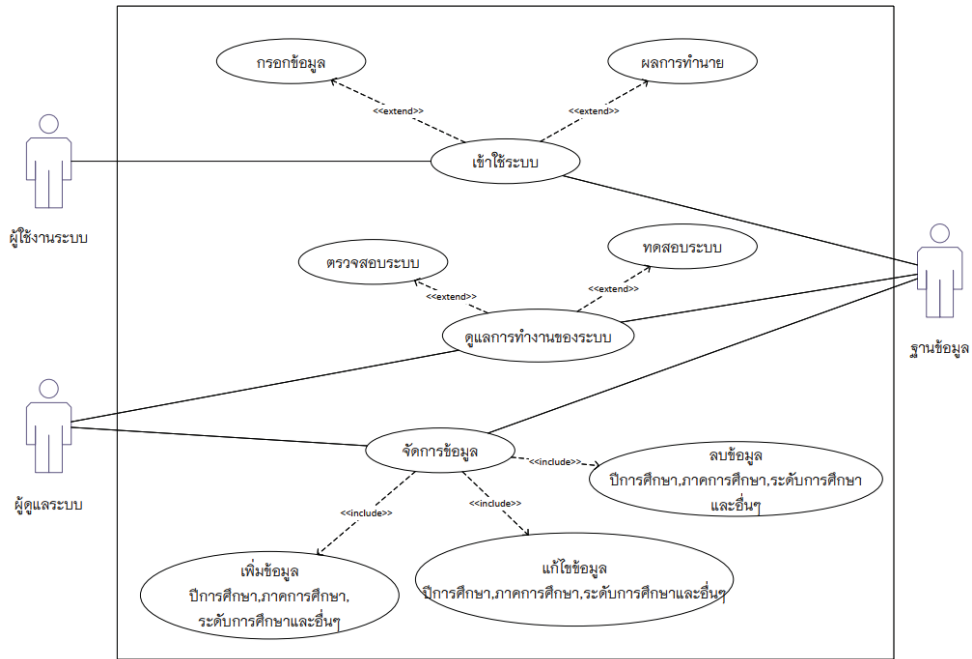 กรอกข้อมูล
ผลการทำนาย
<<extend>>
<<extend>>
เข้าใช้ระบบ
ผู้ใช้งานระบบ
ตรวจสอบระบบ
ทดสอบระบบ
<<extend>>
<<extend>>
ดูแลการทำงานของระบบ
ฐานข้อมูล
จัดการข้อมูล
<<include>>
ลบข้อมูล
ปีการศึกษา,ภาคการศึกษา,ระดับการศึกษา
และอื่นๆ
ผู้ดูแลระบบ
<<include>>
<<include>>
เพิ่มข้อมูล
ปีการศึกษา,ภาคการศึกษา,
ระดับการศึกษาและอื่นๆ
แก้ไขข้อมูล
ปีการศึกษา,ภาคการศึกษา,ระดับการศึกษาและอื่นๆ